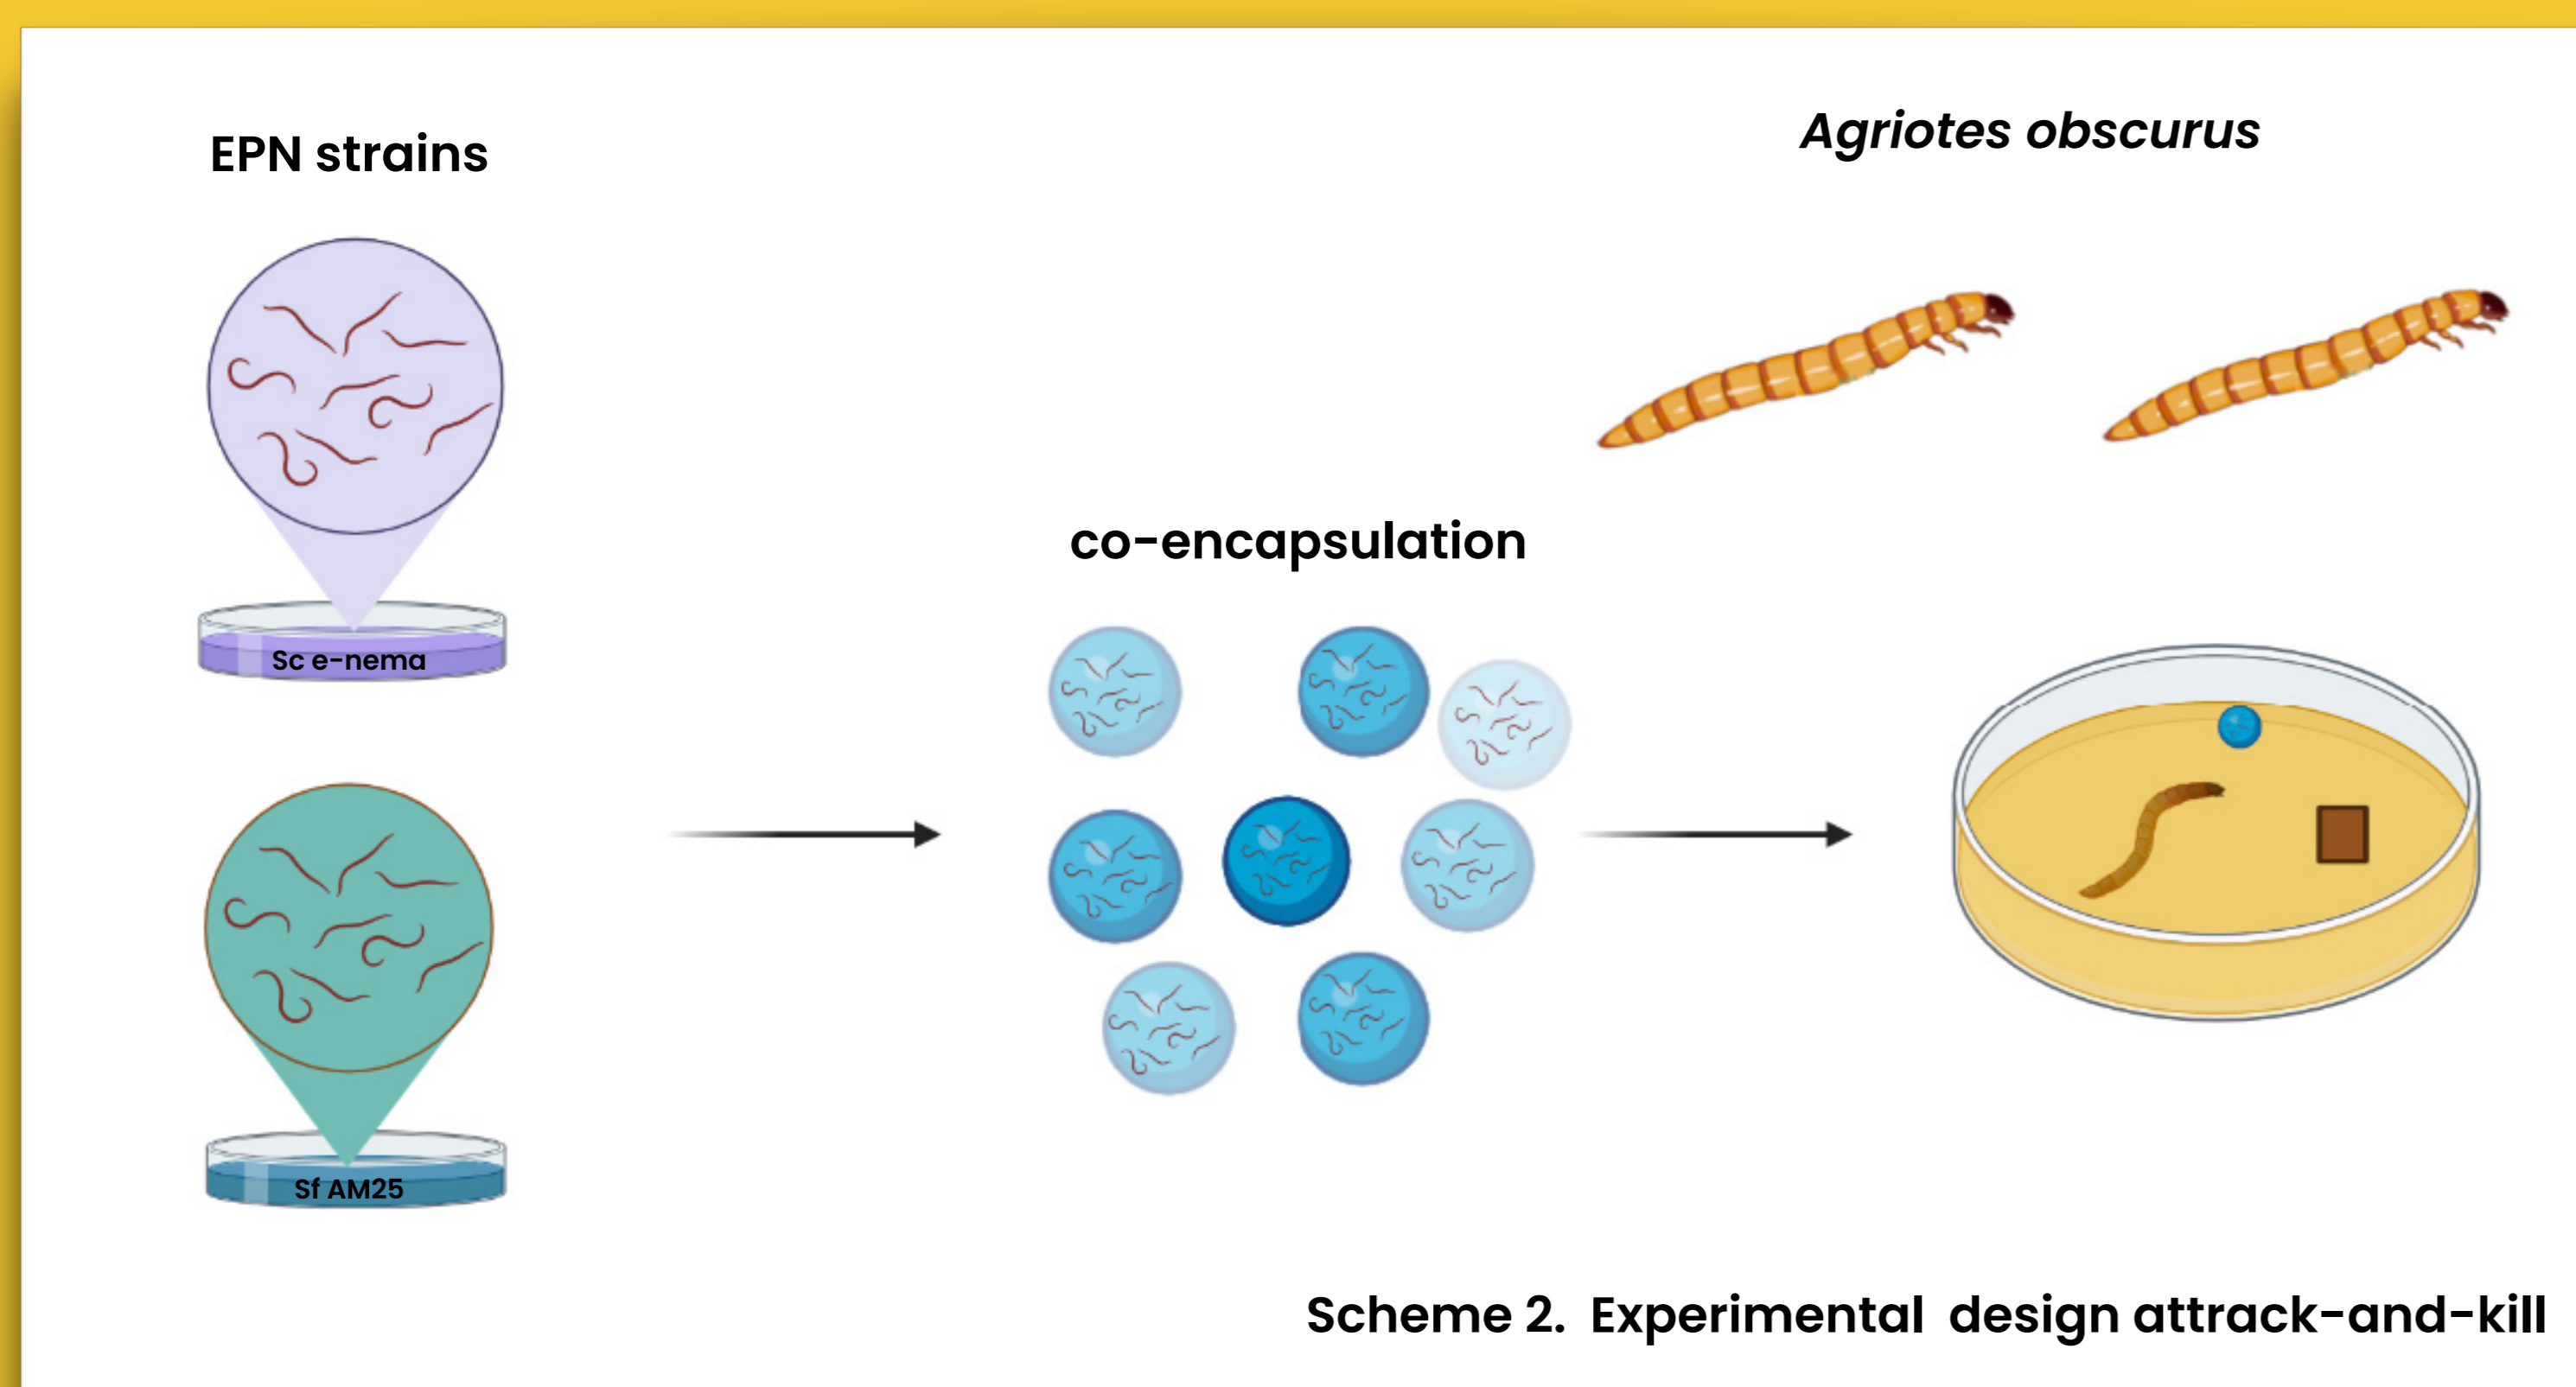 EPN strains
Agriotes obscurus
co-encapsulation
Sc e-nema
Sf AM25
Scheme 2. Experimental design attrack-and-kill